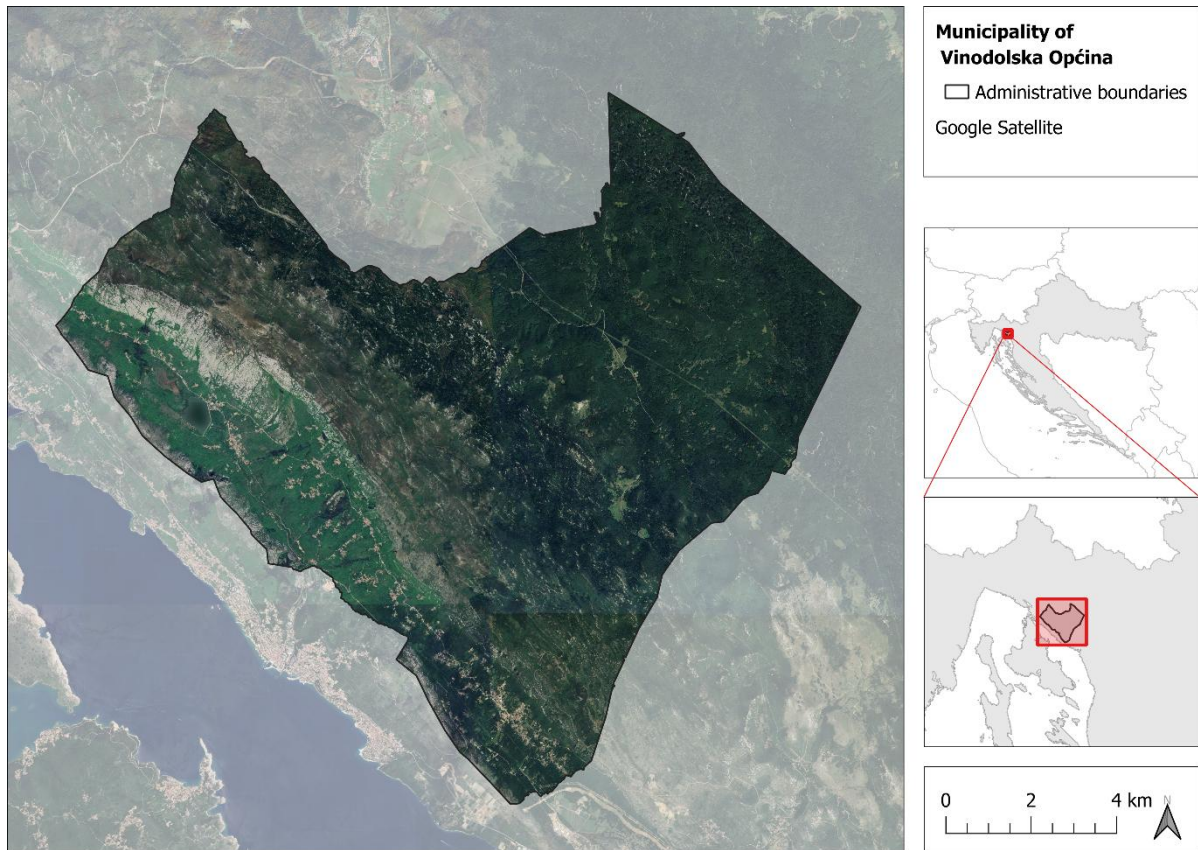 Municipality of
Vinodolska Općina
Administrative boundaries
Google Satellite
0 2 4 km
N